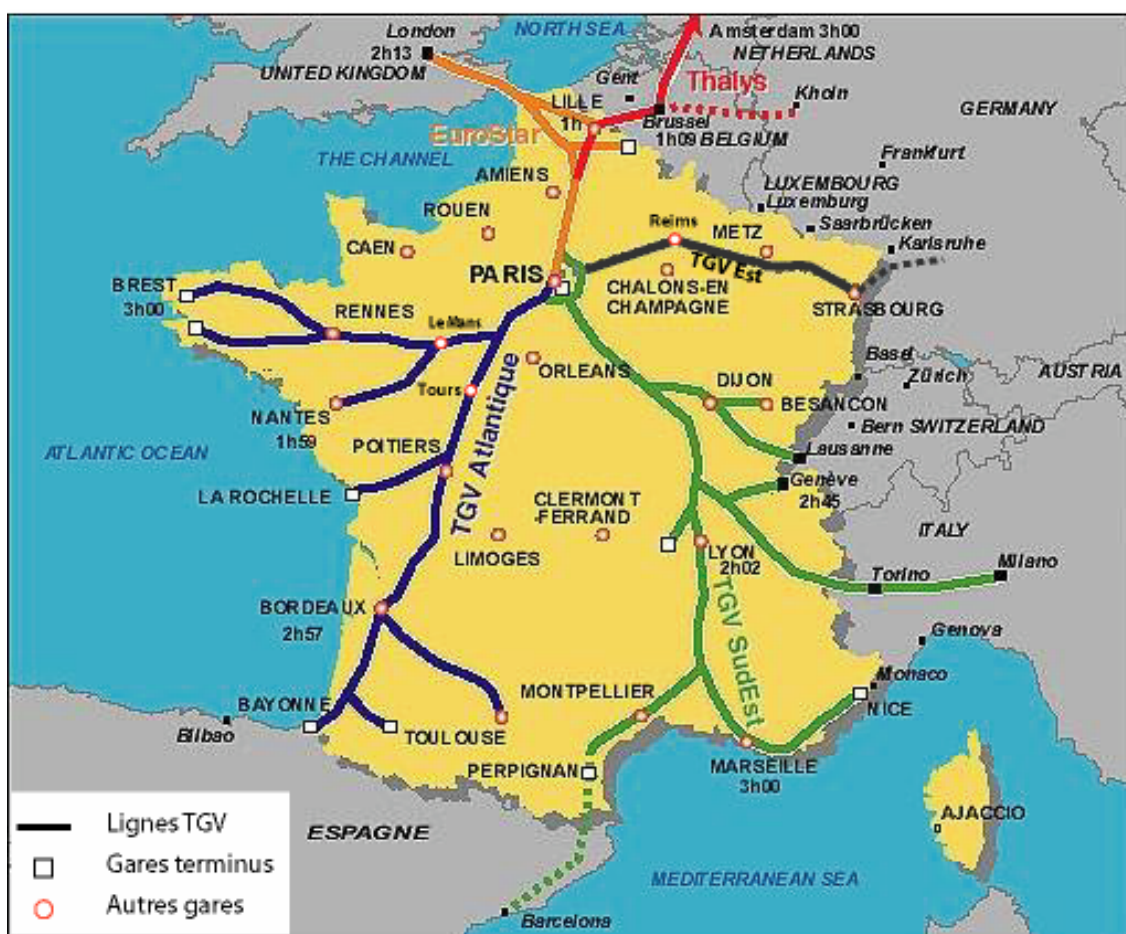 London
2h13
NORTH SEA
Amsterdam 3h00
NETHERLANDS
UNITED KINGDOM
Gent
Thalys
Kholn
LILLE
1h
Brussel
1h09 BELGIUM
GERMANY
EuroStar
THE CHANNEL
Frankfurt
AMIENS
LUXEMBOURG
Luxemburg
ROUEN
Reims
METZ
Saarbrücken
CAEN
Karlsruhe
PARIS
TGV Est
BREST
3h00
CHALONS-EN
CHAMPAGNE
STRASBOURG
RENNES
Le Mans
Basel
ORLEANS
Zürich
AUSTRIA
Tours
DIJON
NANTES
1h59
BESANCON
Bern SWITZERLAND
ATLANTIC OCEAN
POITIERS
TGV Atlantique
Lausanne
LA ROCHELLE
Genève
2h45
CLERMONT
-FERRAND
ITALY
LIMOGES
LYON
2h02
Torino
Milano
BORDEAUX
2h57
TGV SudEst
Genova
MONTPELLIER
Monaco
NICE
BAYONNE
Bilbao
TOULOUSE
PERPIGNAN
MARSEILLE
3h00
Lignes TGV
ESPAGNE
AJACCIO
Gares terminus
MEDITERRANEAN SEA
Autres gares
Barcelona